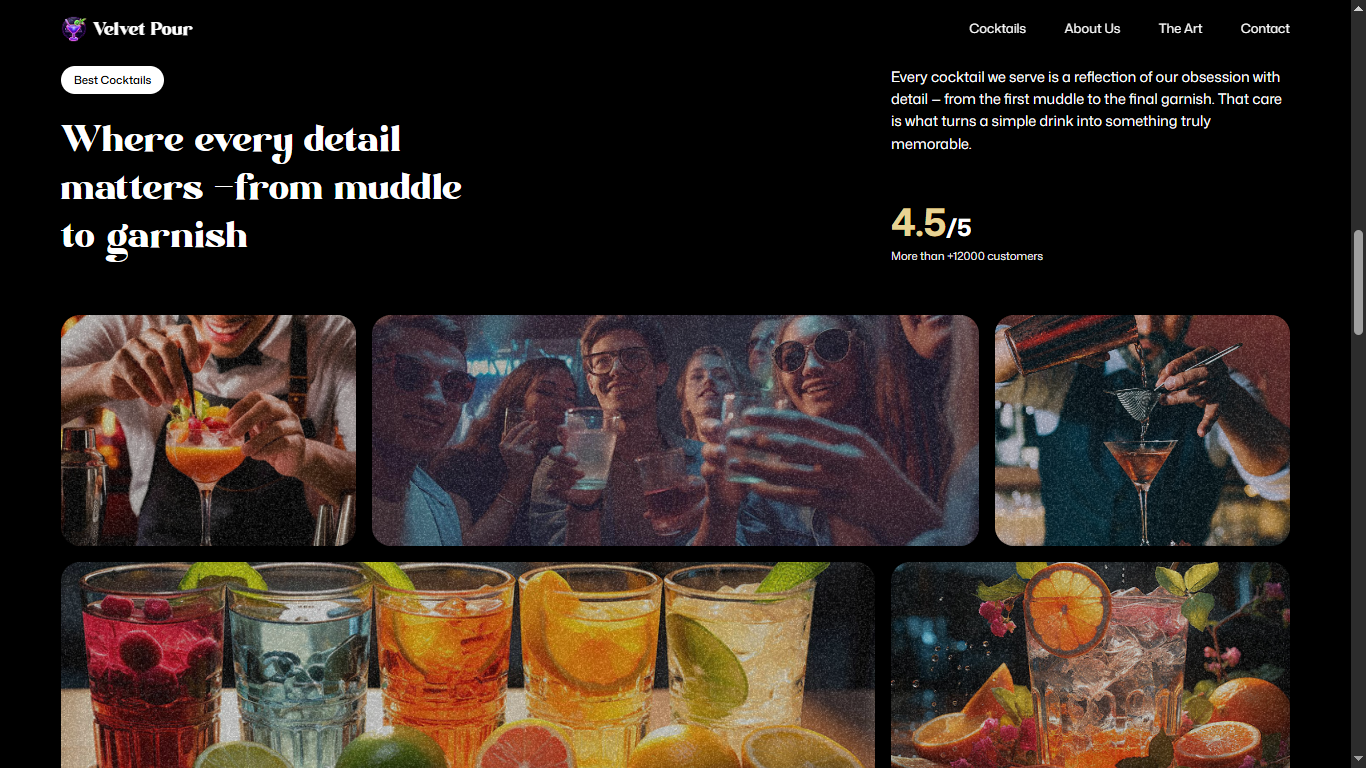 Velvet Pour
Cocktails
About Us
The Art
Contact
Best Cocktails
Where every detail
matters —from muddle
to garnish
Every cocktail we serve is a reflection of our obsession with
detail — from the first muddle to the final garnish. That care
is what turns a simple drink into something truly
memorable.
4.5/5
More than +12000 customers